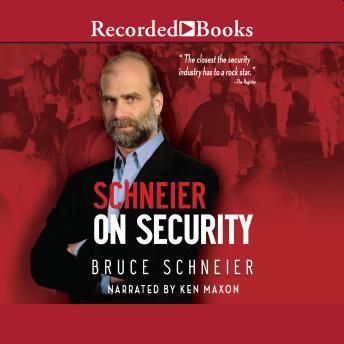 Recorded Books
"The closest the security
industry has to a rock star."
—The Register
SCHNEIER
ON SECURITY
BRUCE SCHNEIER
NARRATED BY KEN MAXON